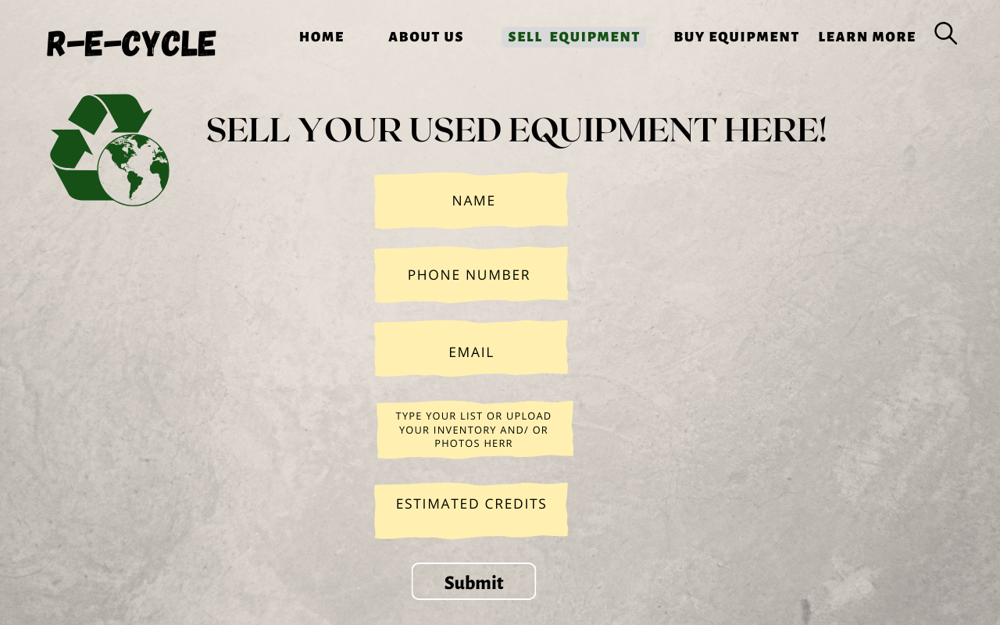 R-E-CYCLE
HOME ABOUT US SELL EQUIPMENT BUY EQUIPMENT LEARN MORE
SELL YOUR USED EQUIPMENT HERE!
NAME
PHONE NUMBER
EMAIL
TYPE YOUR LIST OR UPLOAD
YOUR INVENTORY AND/ OR
PHOTOS HERR
ESTIMATED CREDITS
Submit